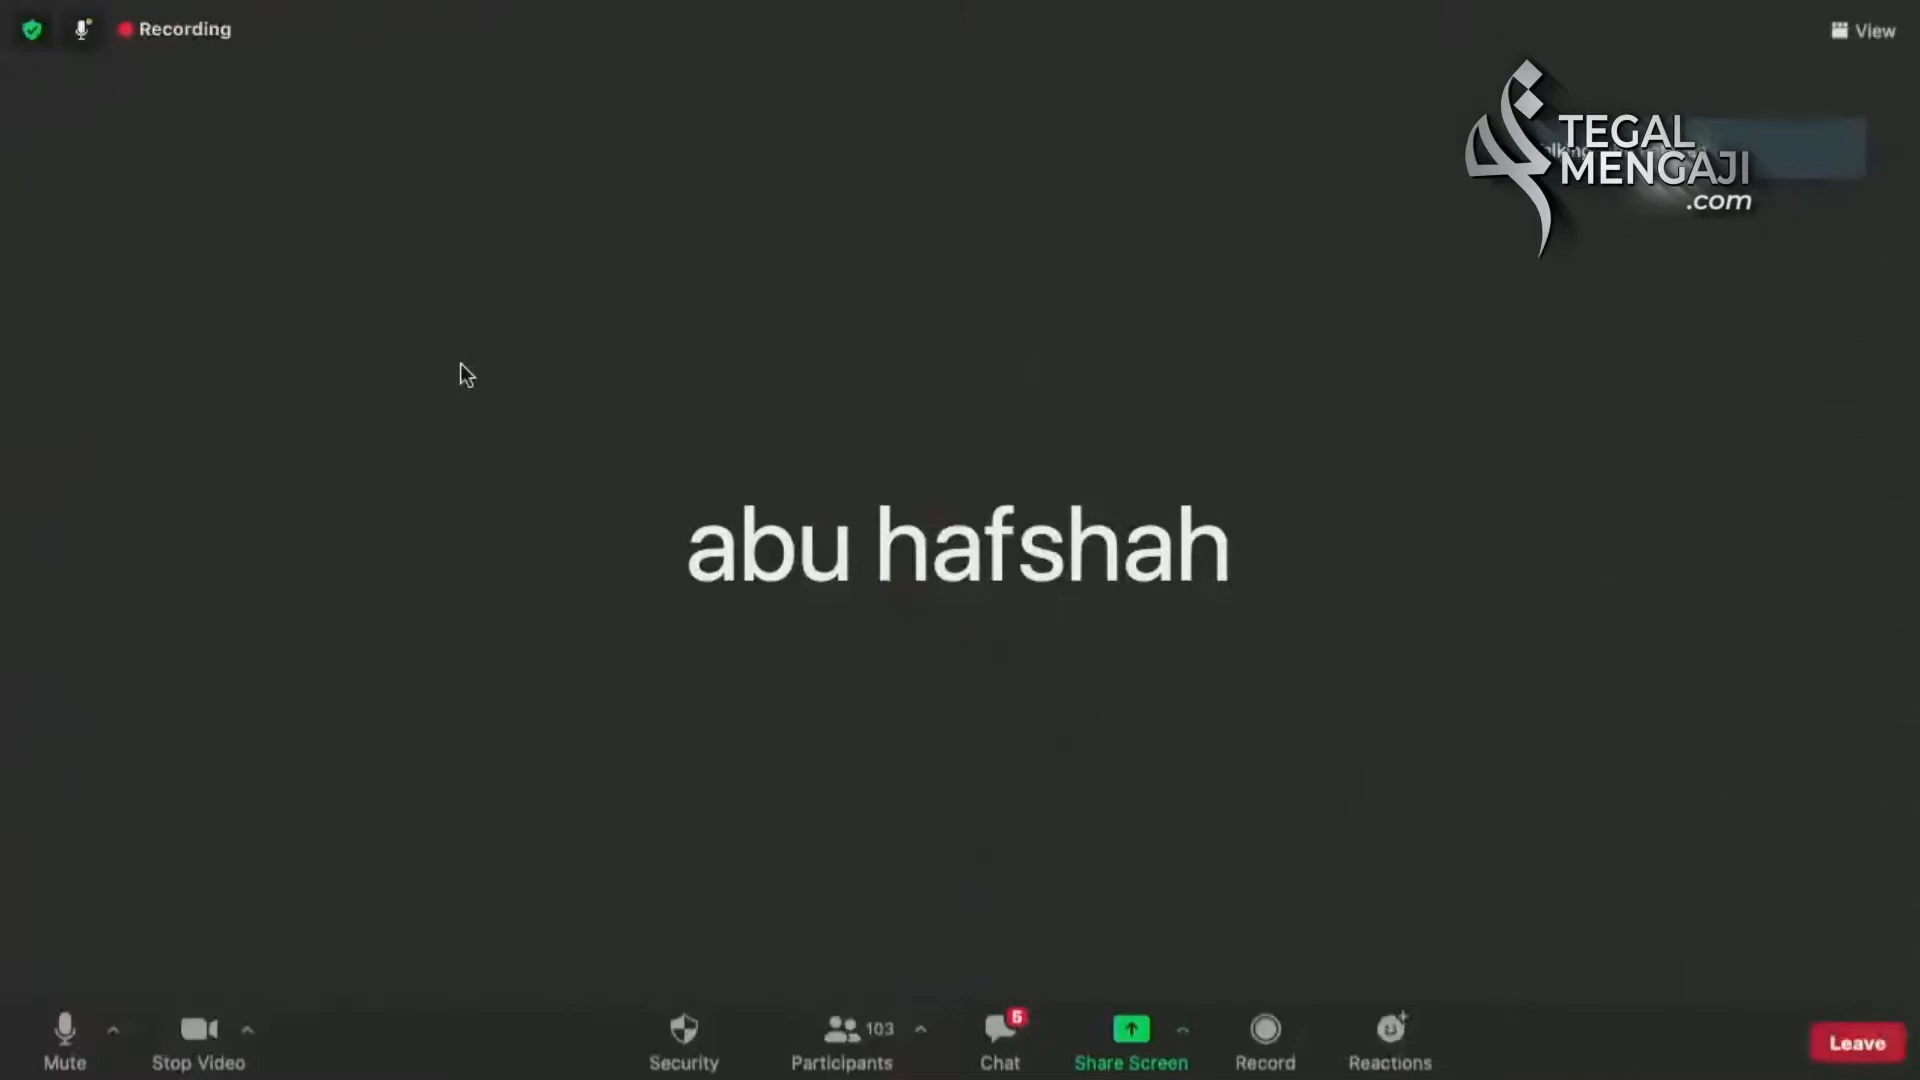 Recording
View
TEGAL
MENGAJI
.com
abu hafshah
Mute
Stop Video
Security
103
Participants
5
Chat
Share Screen
Record
Reactions
Leave